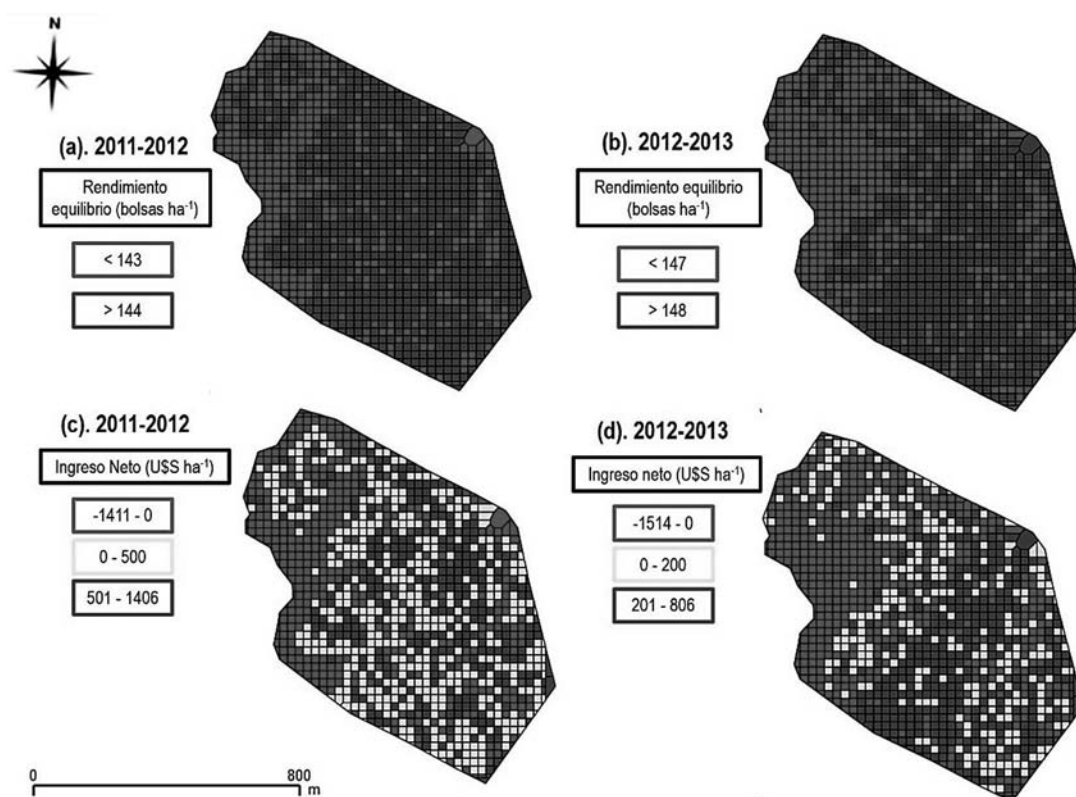 N
(a). 2011-2012
Rendimiento
equilibrio (bolsas ha⁻¹)
< 143
> 144
(b). 2012-2013
Rendimiento equilibrio
(bolsas ha⁻¹)
< 147
> 148
(c). 2011-2012
Ingreso Neto (U$S ha⁻¹)
-1411 - 0
0 - 500
501 - 1406
(d). 2012-2013
Ingreso neto (U$S ha⁻¹)
-1514 - 0
0 - 200
201 - 806
0 800
m